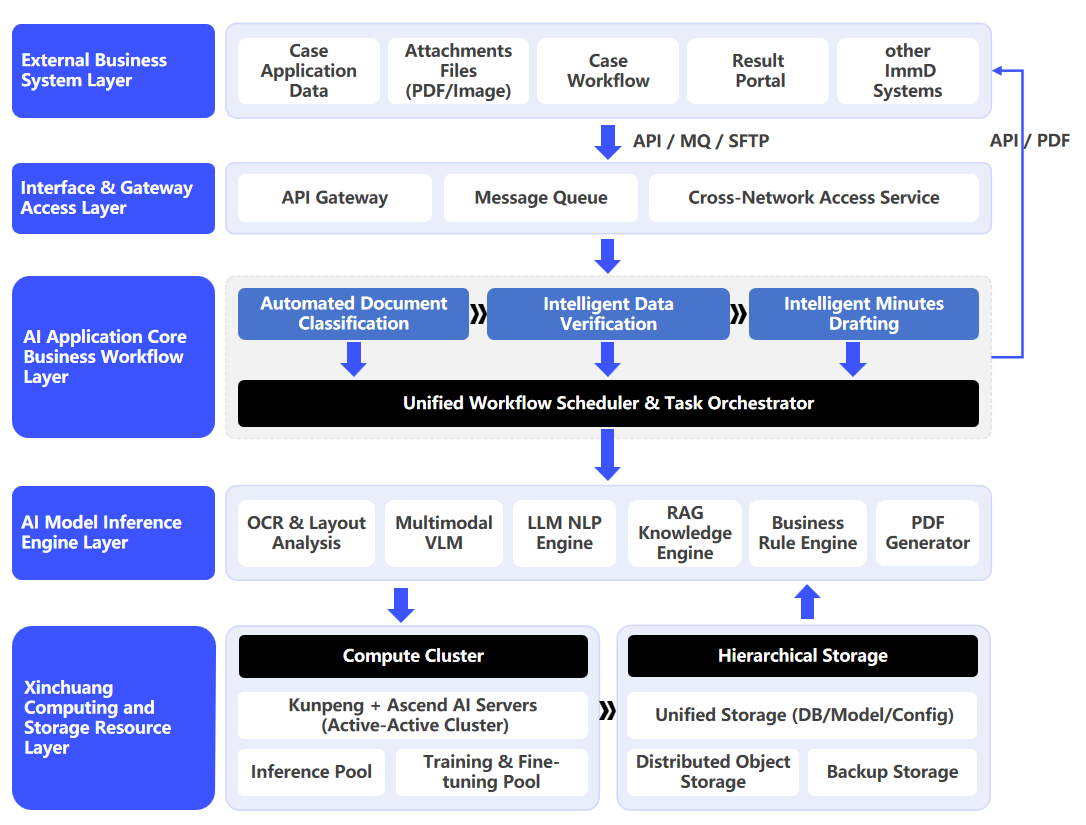 External Business
System Layer
Case
Application
Data
Attachments
Files
(PDF/Image)
Case
Workflow
Result
Portal
other
ImmD
Systems
API / MQ / SFTP
API / PDF
Interface & Gateway
Access Layer
API Gateway
Message Queue
Cross-Network Access Service
AI Application Core
Business Workflow
Layer
Automated Document
Classification
Intelligent Data
Verification
Intelligent Minutes
Drafting
Unified Workflow Scheduler & Task Orchestrator
AI Model Inference
Engine Layer
OCR & Layout
Analysis
Multimodal
VLM
LLM NLP
Engine
RAG
Knowledge
Engine
Business
Rule Engine
PDF
Generator
Xinchuang
Computing and
Storage Resource
Layer
Compute Cluster
Kunpeng + Ascend AI Servers
(Active-Active Cluster)
Inference Pool
Training & Fine-
tuning Pool
Hierarchical Storage
Unified Storage (DB/Model/Config)
Distributed Object
Storage
Backup Storage